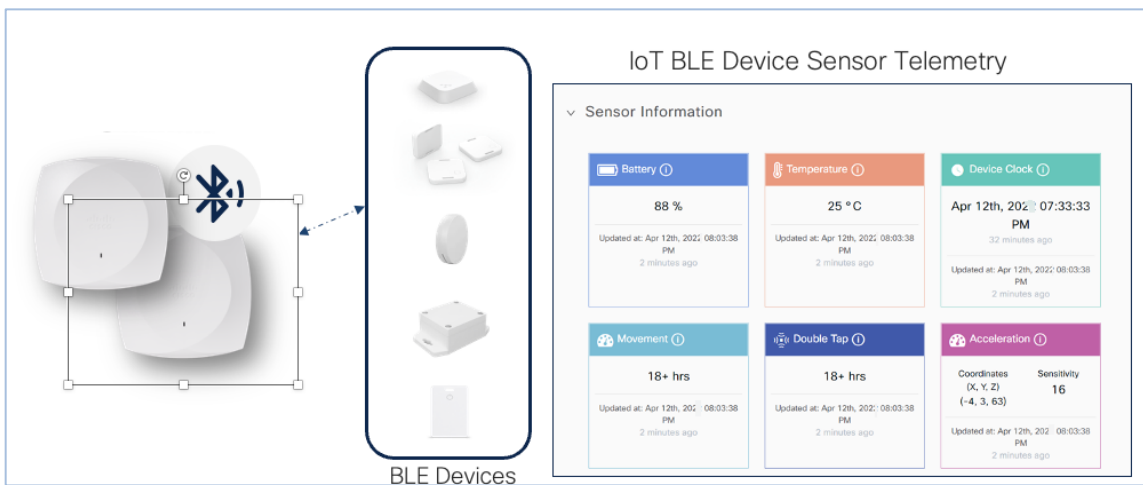 IoT BLE Device Sensor Telemetry
Sensor Information
Battery
88 %
Updated at: Apr 12th, 2022 08:03:38
PM
2 minutes ago
Temperature
25 °C
Updated at: Apr 12th, 2022 08:03:38
PM
2 minutes ago
Device Clock
Apr 12th, 2022 07:33:33
PM
32 minutes ago
Updated at: Apr 12th, 2022 08:03:38
PM
2 minutes ago
Movement
18+ hrs
Updated at: Apr 12th, 202 08:03:38
PM
2 minutes ago
Double Tap
18+ hrs
Updated at: Apr 12th, 202 08:03:38
PM
2 minutes ago
Acceleration
Coordinates
(X, Y, Z)
(-4, 3, 63)
Sensitivity
16
Updated at: Apr 12th, 202 08:03:38
PM
2 minutes ago
BLE Devices